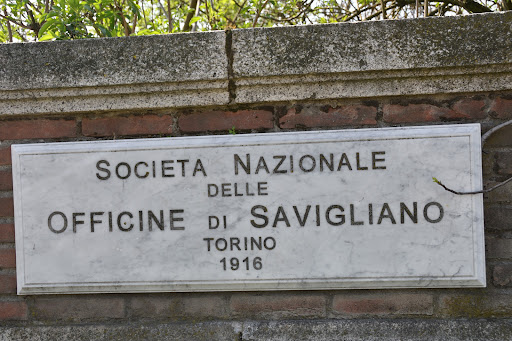 SOCIETA NAZIONALE
DELLE
OFFICINE DI SAVIGLIANO
TORINO
1916